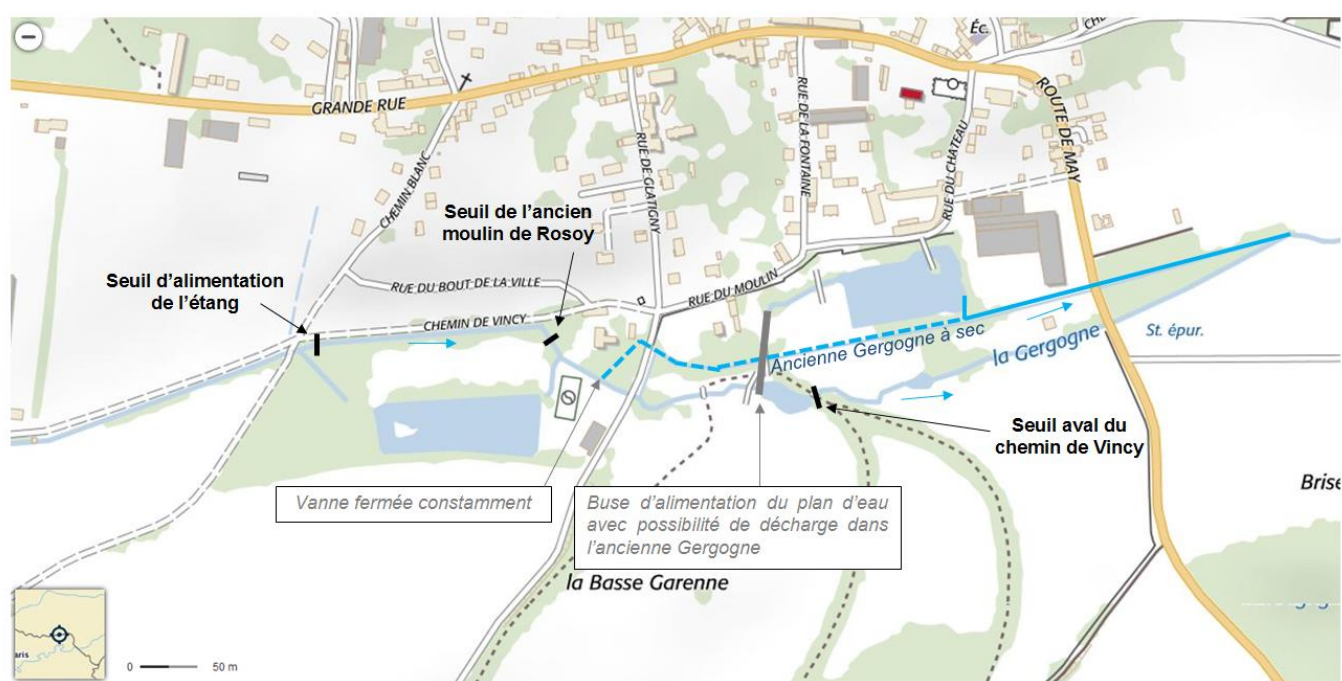 Éc.
GRANDE RUE
ROUTE DE MAY
CHEMIN BLANC
RUE DE GLATIGNY
RUE DE LA FONTAINE
RUE DU CHATEAU
Seuil de l'ancien
moulin de Rosoy
Seuil d'alimentation
de l'étang
RUE DU BOUT DE LA VILLE
RUE DU MOULIN
CHEMIN DE VINCY
Ancienne Gergogne à sec
la Gergogne
St. épur.
Seuil aval du
chemin de Vincy
Vanne fermée constamment
Buse d'alimentation du plan d'eau
avec possibilité de décharge dans
l'ancienne Gergogne
Brise
la Basse Garenne
aris
0 50 m